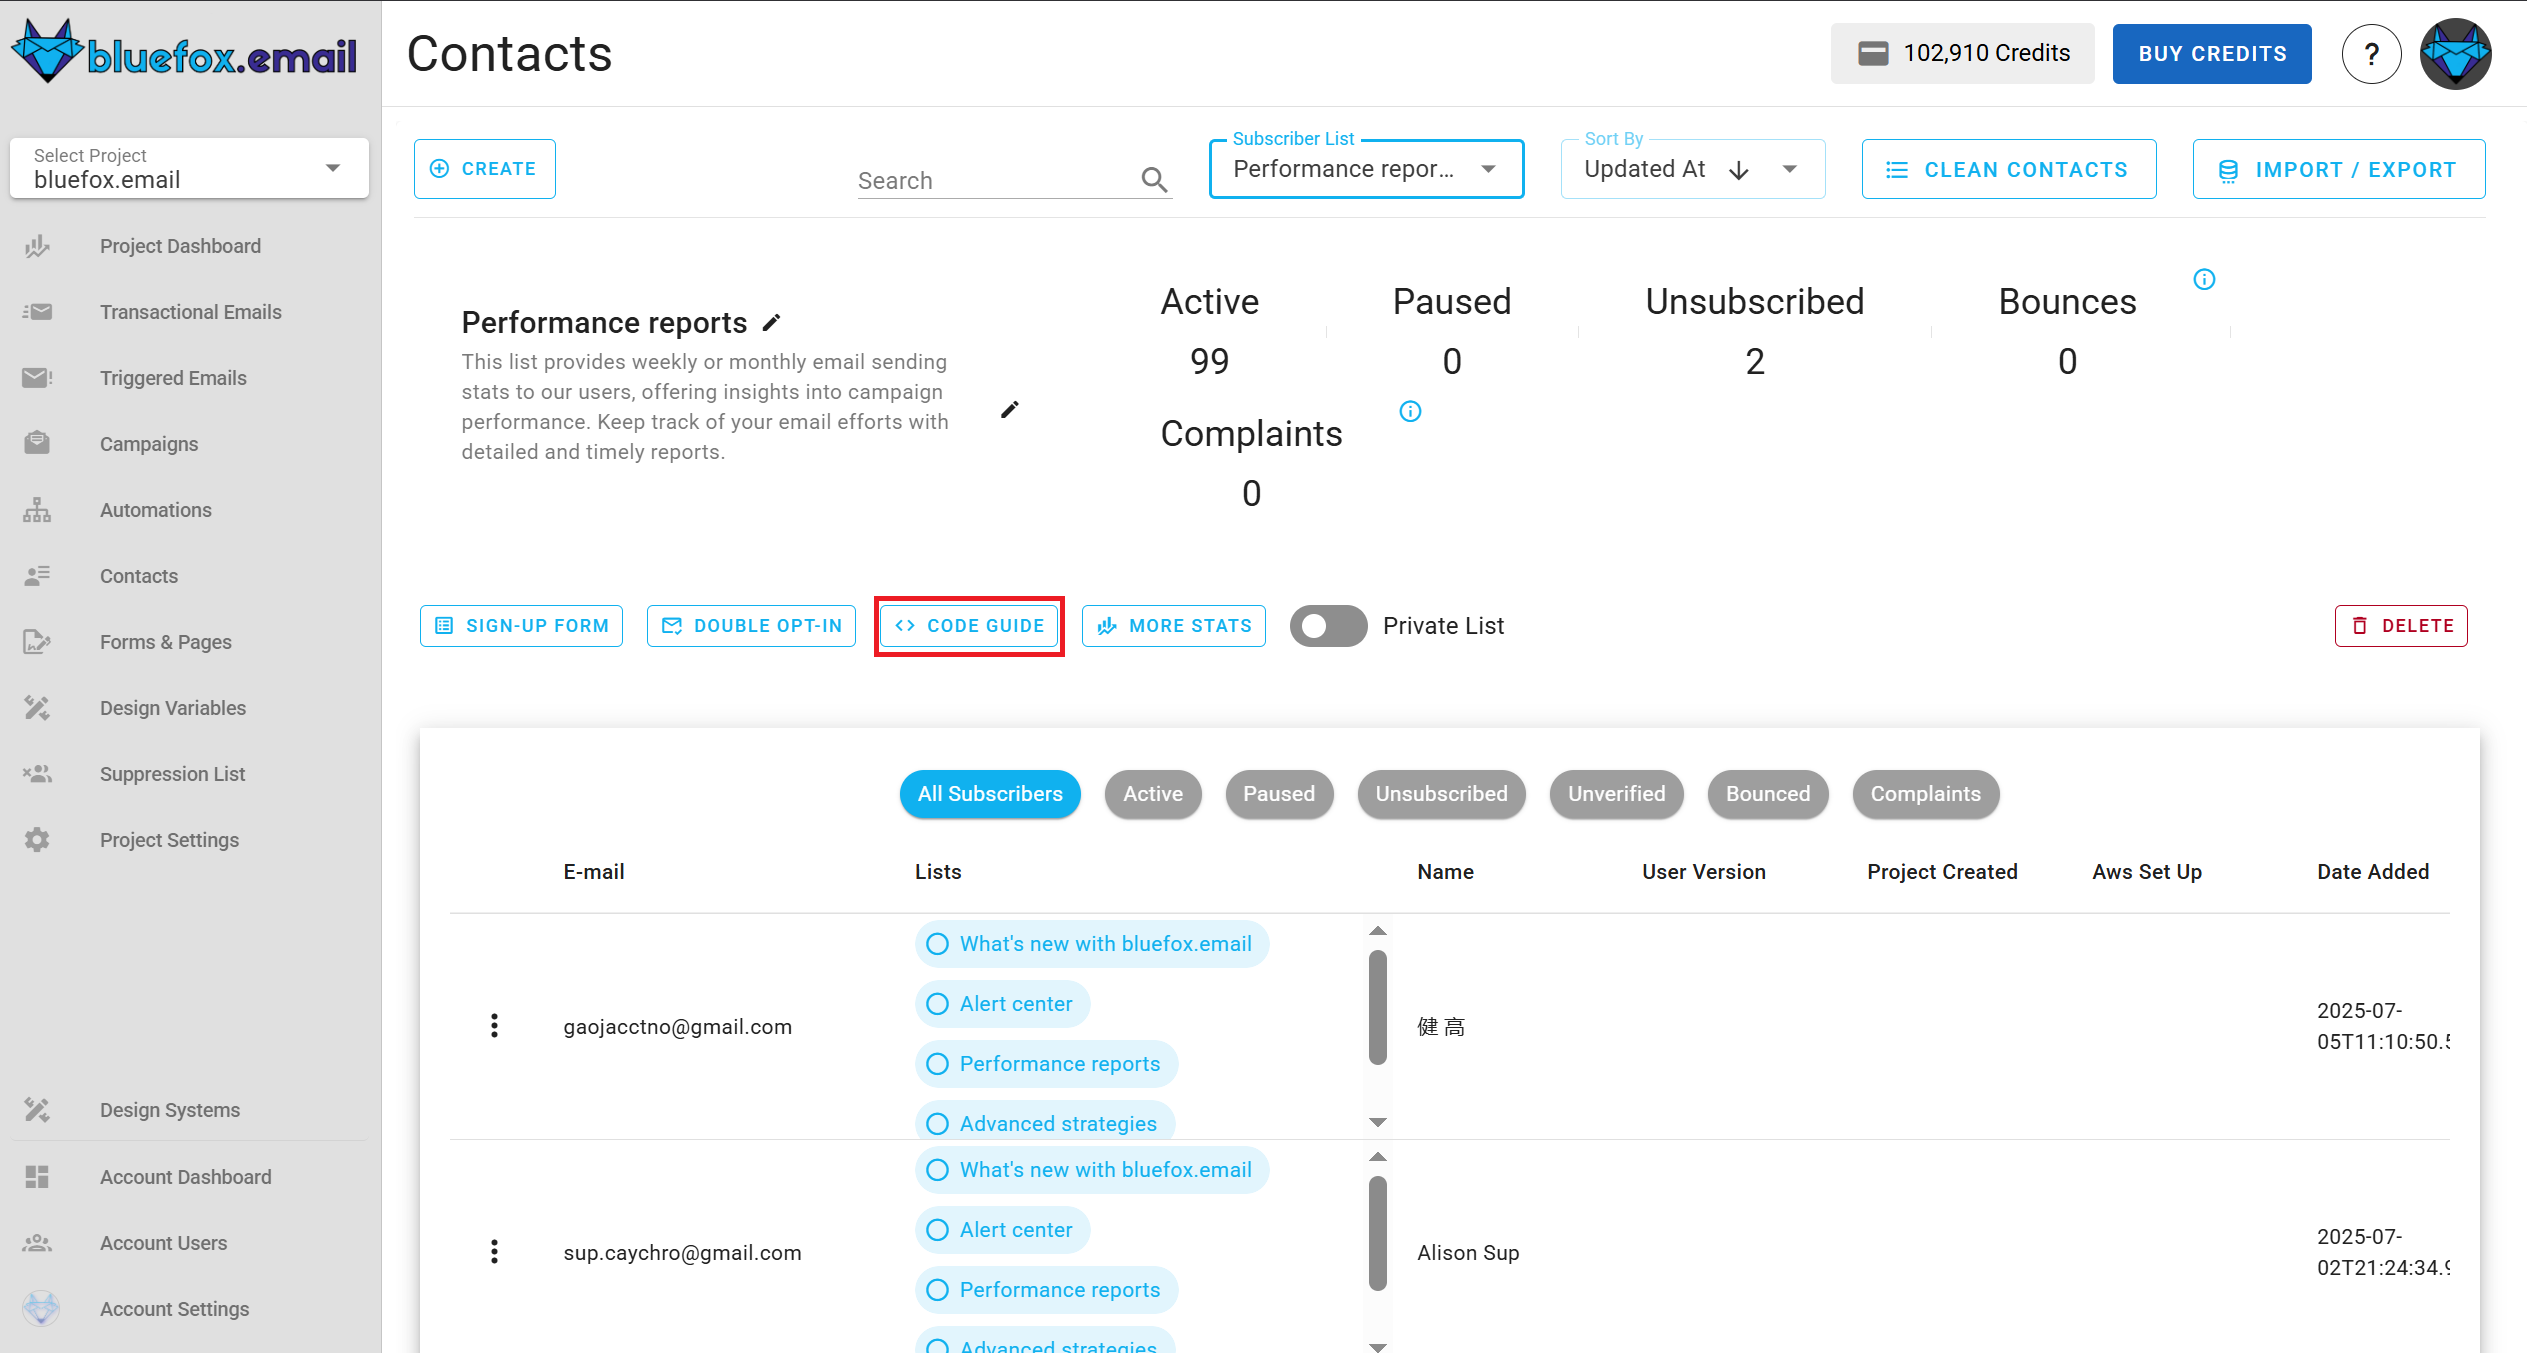 bluefox.email
Contacts
102,910 Credits
BUY CREDITS
?
Select Project
bluefox.email
Project Dashboard
Transactional Emails
Triggered Emails
Campaigns
Automations
Contacts
Forms & Pages
Design Variables
Suppression List
Project Settings
Design Systems
Account Dashboard
Account Users
Account Settings
CREATE
Search
Subscriber List
Performance repor...
Sort By
Updated At
CLEAN CONTACTS
IMPORT / EXPORT
Performance reports
This list provides weekly or monthly email sending
stats to our users, offering insights into campaign
performance. Keep track of your email efforts with
detailed and timely reports.
Active
99
Paused
0
Unsubscribed
2
Bounces
0
Complaints
0
SIGN-UP FORM
DOUBLE OPT-IN
CODE GUIDE
MORE STATS
Private List
DELETE
All Subscribers
Active
Paused
Unsubscribed
Unverified
Bounced
Complaints
E-mail
Lists
Name
User Version
Project Created
Aws Set Up
Date Added
gaojacctno@gmail.com
What's new with bluefox.email
Alert center
Performance reports
Advanced strategies
健 高
2025-07-
05T11:10:50.5
sup.caychro@gmail.com
What's new with bluefox.email
Alert center
Performance reports
Advanced strategies
Alison Sup
2025-07-
02T21:24:34.9